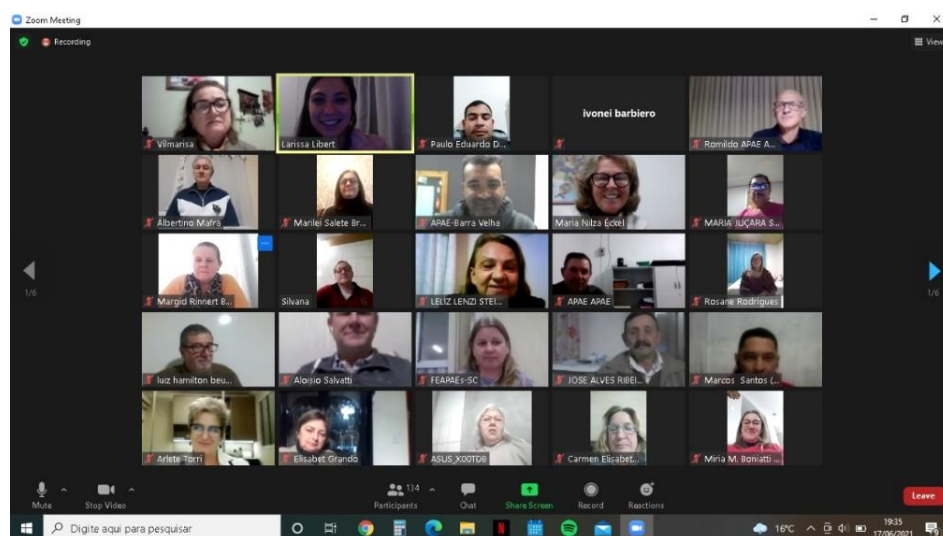 Zoom Meeting
Recording
View
Vilmarisa
Larissa Libert
Paulo Eduardo D...
ivonei barbiero
Romildo APAE A...
Albertino Mafra
Marilei Salete Br...
APAE-Barra Velha
Maria Nilza Eckel
MARIA JUÇARA S...
Margid Rinnert B...
Silvana
LELIZ LENZI STEI...
APAE APAE
Rosane Rodrigues
1/6
1/6
luiz hamilton beu...
Aloisio Salvatti
FEAPAEs-SC
JOSE ALVES RIBEI...
Marcos Santos (...
Arlete Torri
Elisabet Grando
ASUS_X00TDB
Carmen Elisabet...
Miria M. Boniatti ...
Mute
Stop Video
134
Participants
Chat
Share Screen
Record
Reactions
Leave
Digite aqui para pesquisar
16°C
19:35
17/06/2021